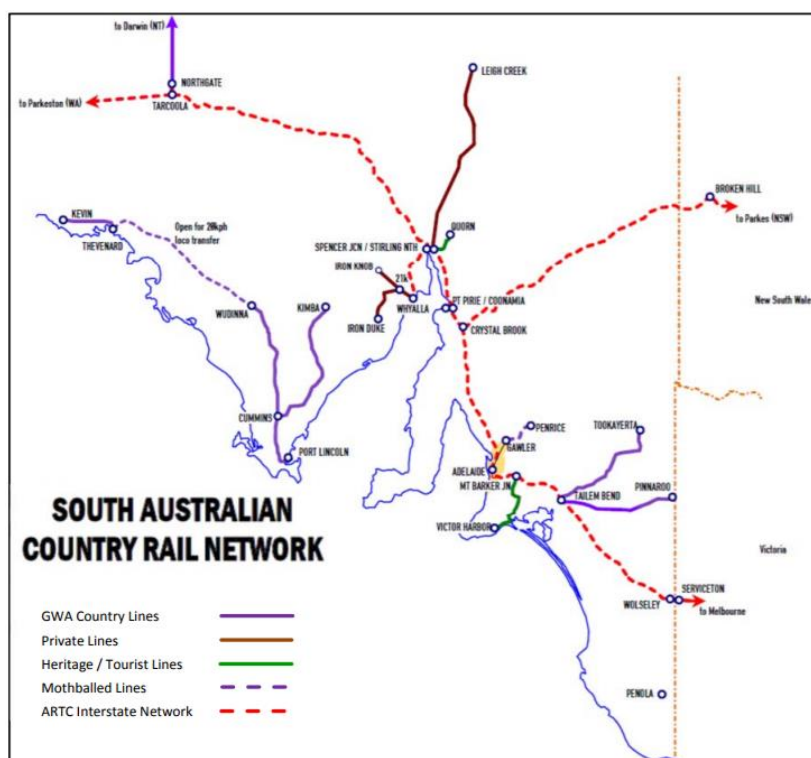 to Darwin (NT)
NORTHGATE
to Parkeston (WA)
TARCOOLA
LEIGH CREEK
BROKEN HILL
to Parkes (NSW)
KEVIN
THEVENARD
Open for 20kph
loco transfer
QUORN
SPENCER JCN / STIRLING NTH
IRON KNOB
21k
WHYALLA
PT PIRIE / COONAMIA
New South Wale
WUDINNA
KIMBA
IRON DUKE
CRYSTAL BROOK
CUMMINS
PORT LINCOLN
PENRICE
GAWLER
TOOKAYERTA
ADELAIDE
MT BARKER JN
TAILEM BEND
PINNAROO
SOUTH AUSTRALIAN
COUNTRY RAIL NETWORK
VICTOR HARBOR
Victoria
SERVICETON
WOLSELEY
to Melbourne
PENOLA
GWA Country Lines
Private Lines
Heritage / Tourist Lines
Mothballed Lines
ARTC Interstate Network